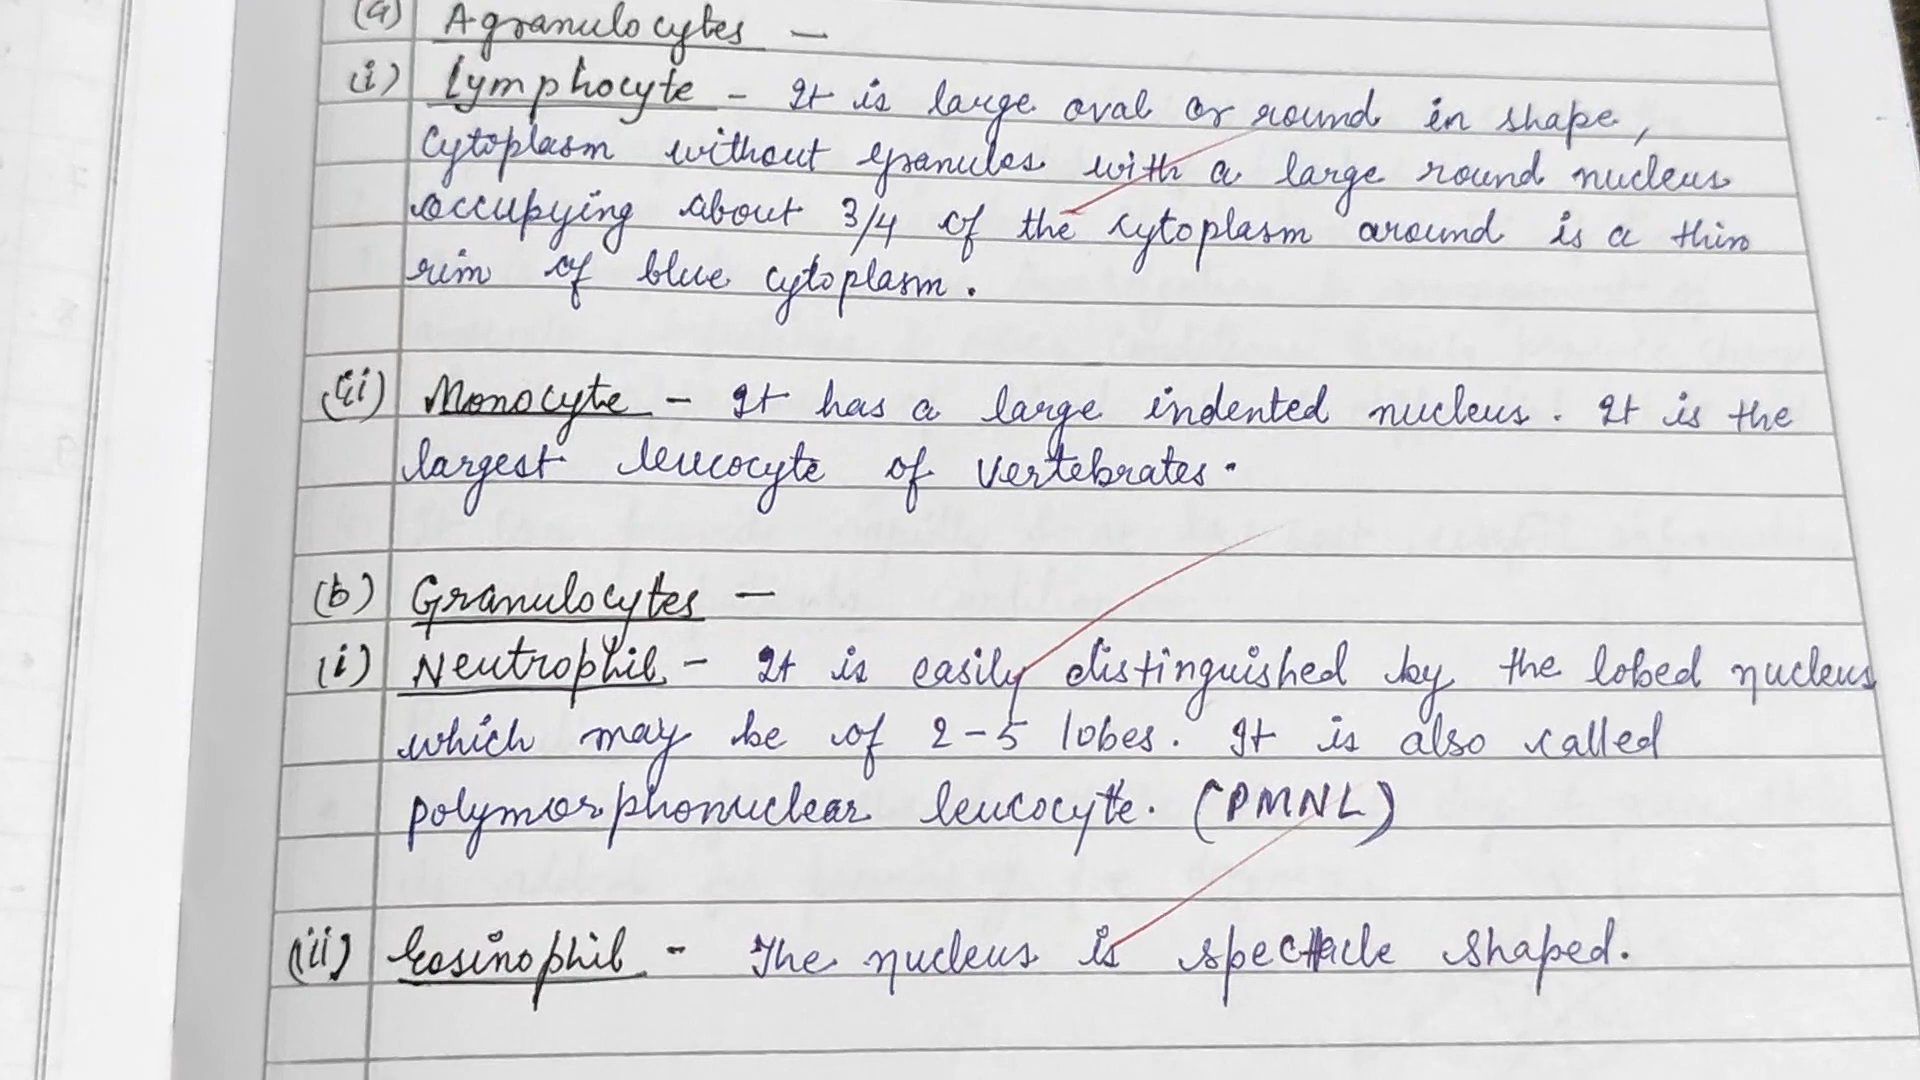 (a) Agranulocytes -
(i) Lymphocyte - It is large oval or round in shape,
Cytoplasm without granules with a large round nucleus
occupying about 3/4 of the cytoplasm around is a thin
rim of blue cytoplasm.
(ii) Monocyte - It has a large indented nucleus. It is the
largest leucocyte of vertebrates.
(b) Granulocytes -
(i) Neutrophil - It is easily distinguished by the lobed nucleus
which may be of 2-5 lobes. It is also called
polymorphonuclear leucocyte. (PMNL)
(ii) Eosinophil - The nucleus is spectacle shaped.